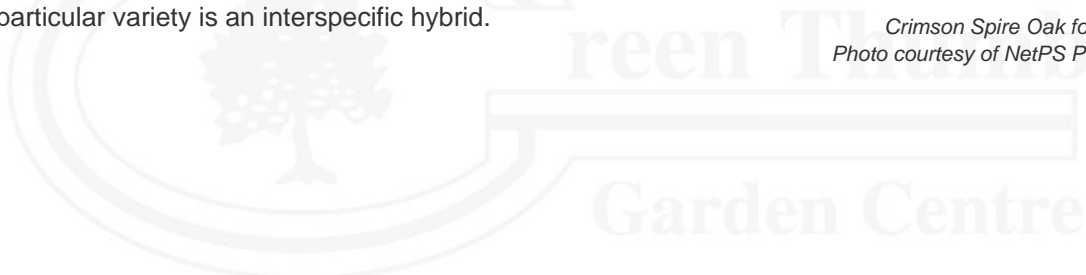 particular variety is an interspecific hybrid.
Crimson Spire Oak fo
Photo courtesy of NetPS P
reen Thumb
Garden Centre